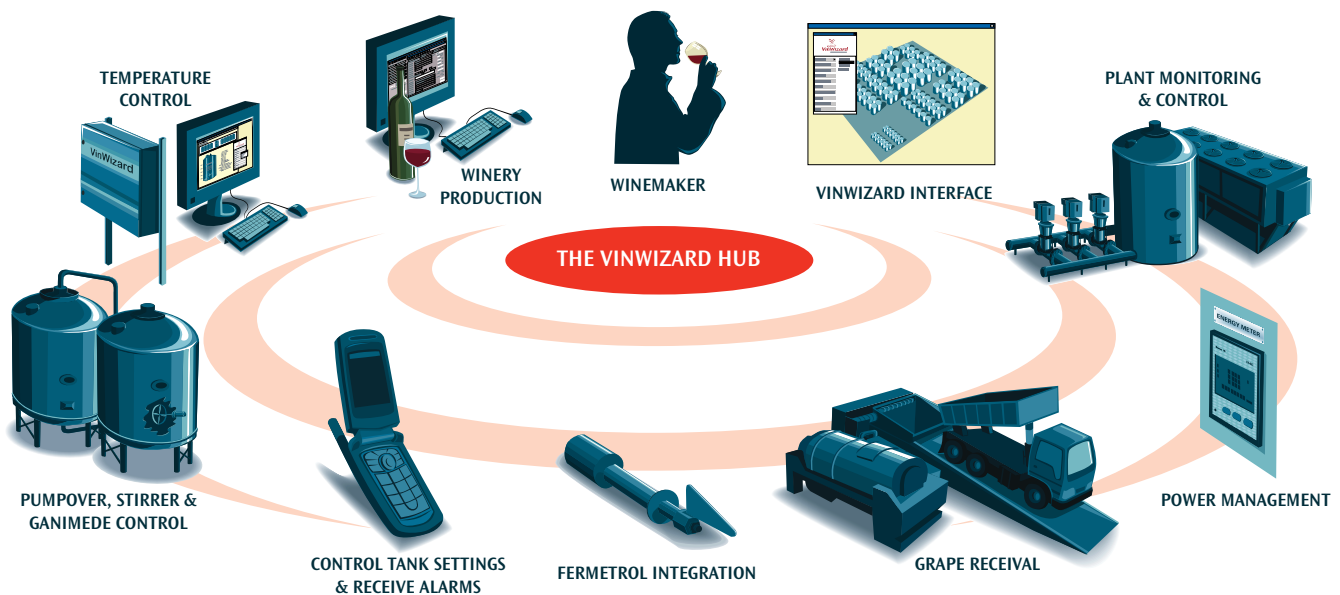 TEMPERATURE
CONTROL
VinWizard
WINERY
PRODUCTION
WINEMAKER
VinWizard
VINWIZARD INTERFACE
PLANT MONITORING
& CONTROL
THE VINWIZARD HUB
ENERGY METER
POWER MANAGEMENT
PUMPOVER, STIRRER &
GANIMEDE CONTROL
CONTROL TANK SETTINGS
& RECEIVE ALARMS
FERMETROL INTEGRATION
GRAPE RECEIVAL